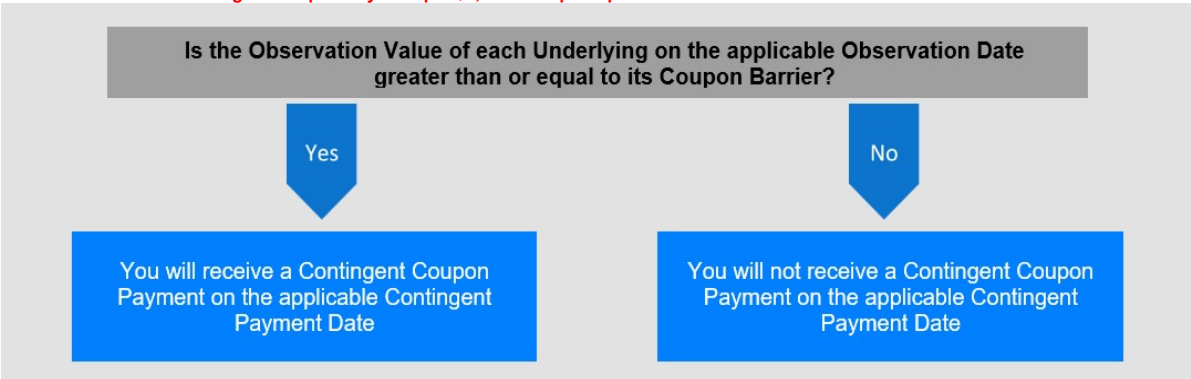 Is the Observation Value of each Underlying on the applicable Observation Date
greater than or equal to its Coupon Barrier?
Yes
No
You will receive a Contingent Coupon
Payment on the applicable Contingent
Payment Date
You will not receive a Contingent Coupon
Payment on the applicable Contingent
Payment Date